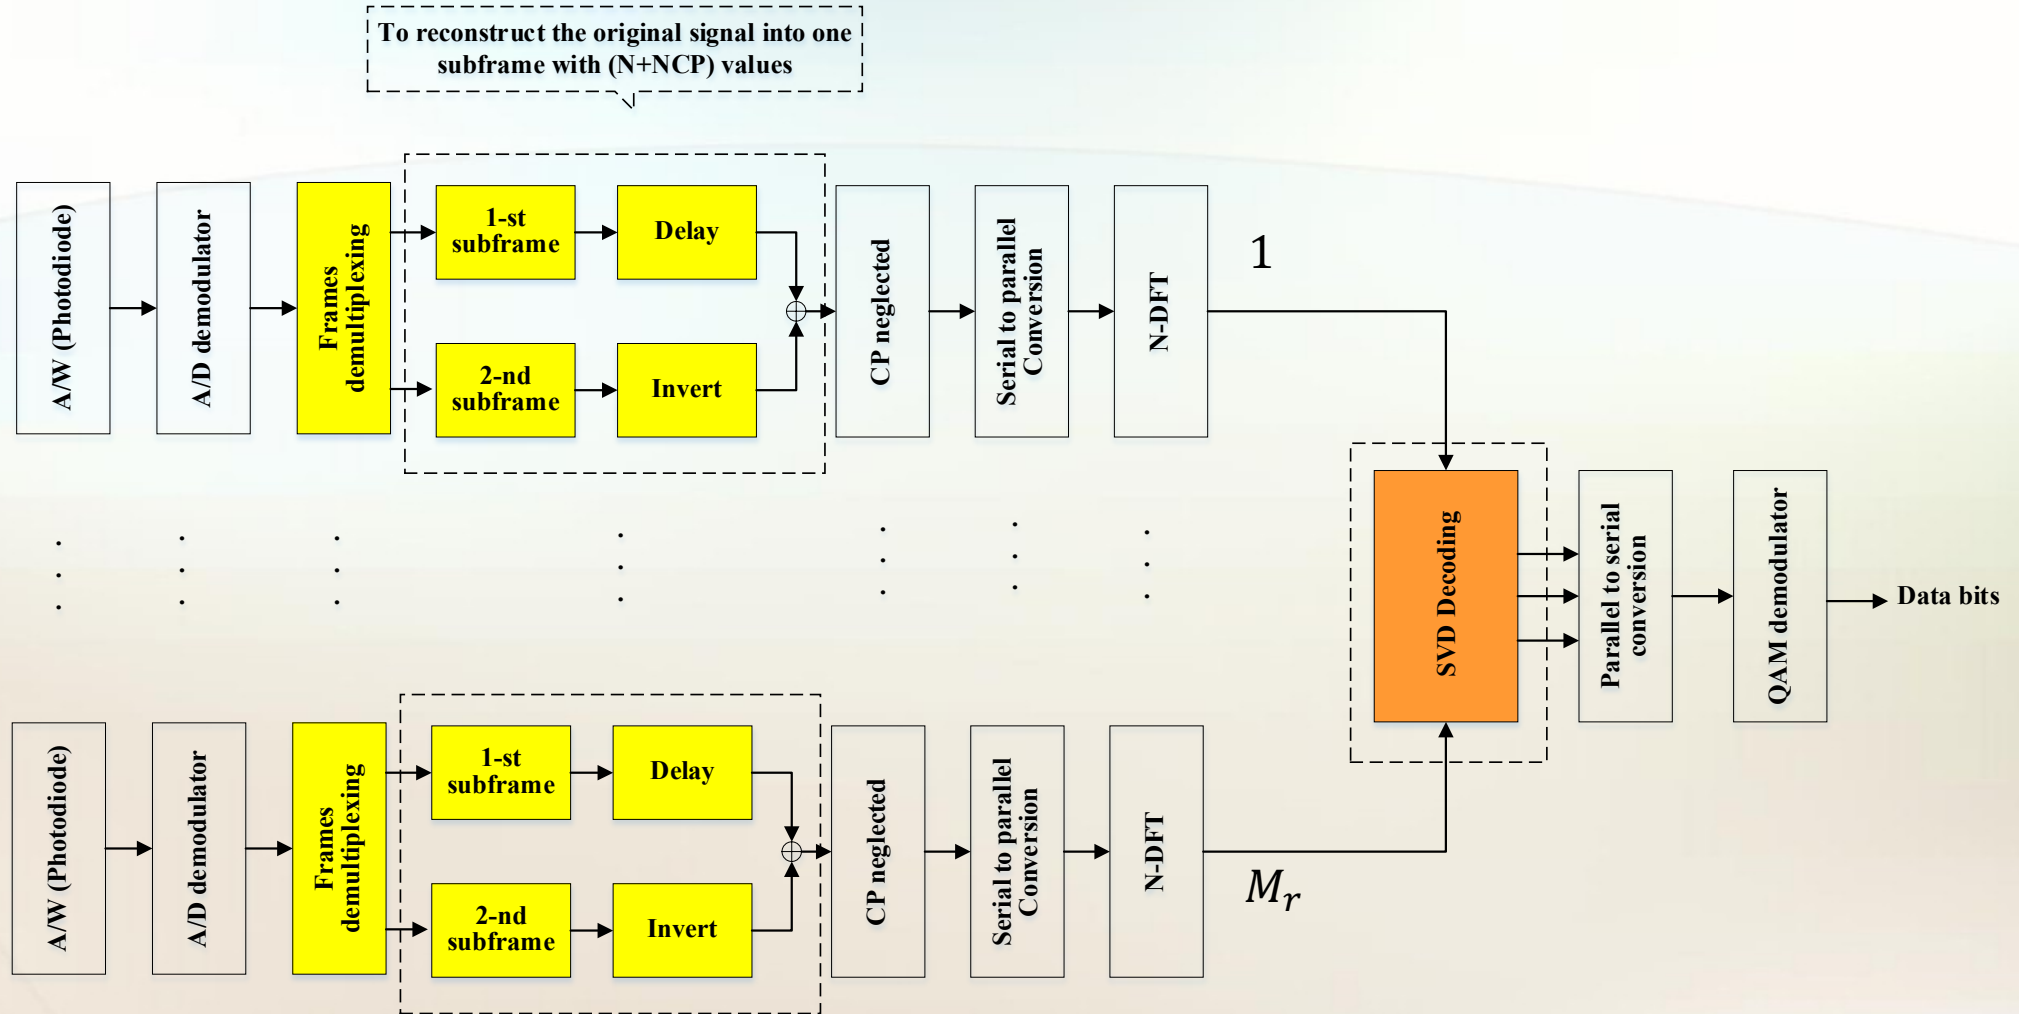 To reconstruct the original signal into one
subframe with (N+NCP) values
A/W (Photodiode)
A/D demodulator
Frames
demultiplexing
1-st
subframe
Delay
2-nd
subframe
Invert
CP neglected
Serial to parallel
Conversion
N-DFT
1
SVD Decoding
Parallel to serial
conversion
QAM demodulator
Data bits
A/W (Photodiode)
A/D demodulator
Frames
demultiplexing
1-st
subframe
Delay
2-nd
subframe
Invert
CP neglected
Serial to parallel
Conversion
N-DFT
M_r